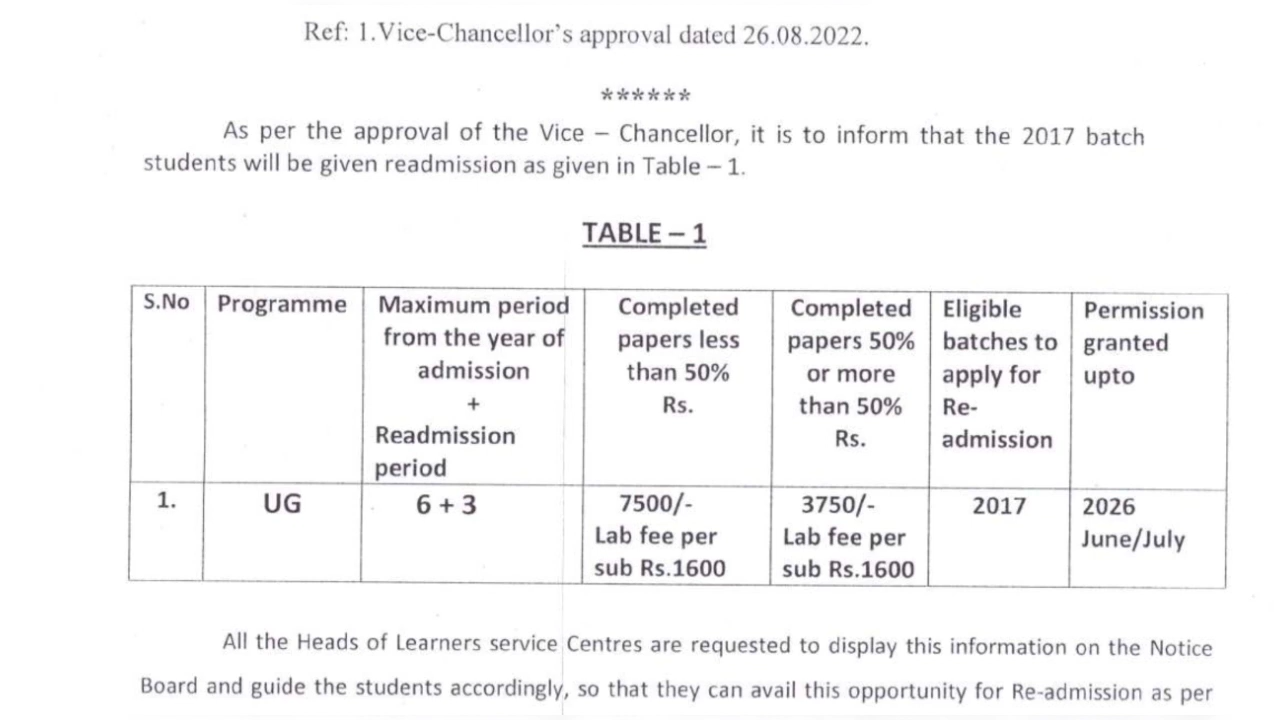 Ref: 1.Vice-Chancellor's approval dated 26.08.2022.
******
As per the approval of the Vice – Chancellor, it is to inform that the 2017 batch
students will be given readmission as given in Table – 1.
TABLE – 1
S.No
Programme
Maximum period
from the year of
admission
+
Readmission
period
Completed
papers less
than 50%
Rs.
Completed
papers 50%
or more
than 50%
Rs.
Eligible
batches to
apply for
Re-
admission
Permission
granted
upto
1.
UG
6 + 3
7500/-
Lab fee per
sub Rs.1600
3750/-
Lab fee per
sub Rs.1600
2017
2026
June/July
All the Heads of Learners service Centres are requested to display this information on the Notice
Board and guide the students accordingly, so that they can avail this opportunity for Re-admission as per